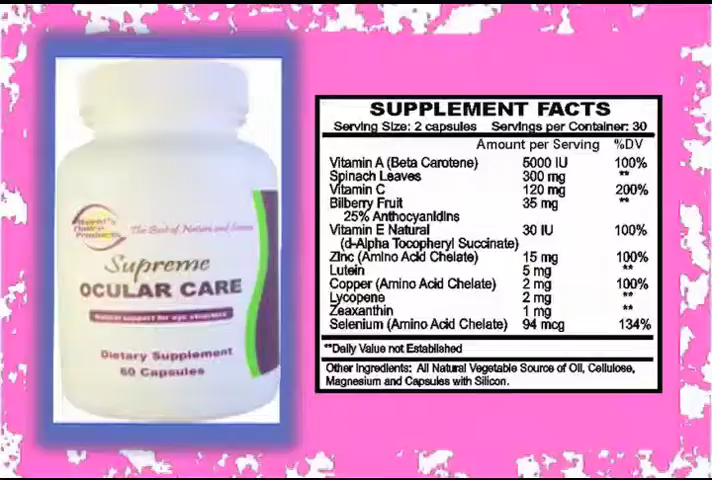 The Best of Nature and Science
Supreme
OCULAR CARE
Natural support for eye structure
Dietary Supplement
60 Capsules
SUPPLEMENT FACTS
Serving Size: 2 capsules Servings per Container: 30
Amount per Serving %DV
Vitamin A (Beta Carotene) 5000 IU 100%
Spinach Leaves 300 mg **
Vitamin C 120 mg 200%
Bilberry Fruit 35 mg **
25% Anthocyanidins
Vitamin E Natural 30 IU 100%
(d-Alpha Tocopheryl Succinate)
Zinc (Amino Acid Chelate) 15 mg 100%
Lutein 5 mg **
Copper (Amino Acid Chelate) 2 mg 100%
Lycopene 2 mg **
Zeaxanthin 1 mg **
Selenium (Amino Acid Chelate) 94 mcg 134%
**Daily Value not Established
Other Ingredients: All Natural Vegetable Source of Oil, Cellulose,
Magnesium and Capsules with Silicon.